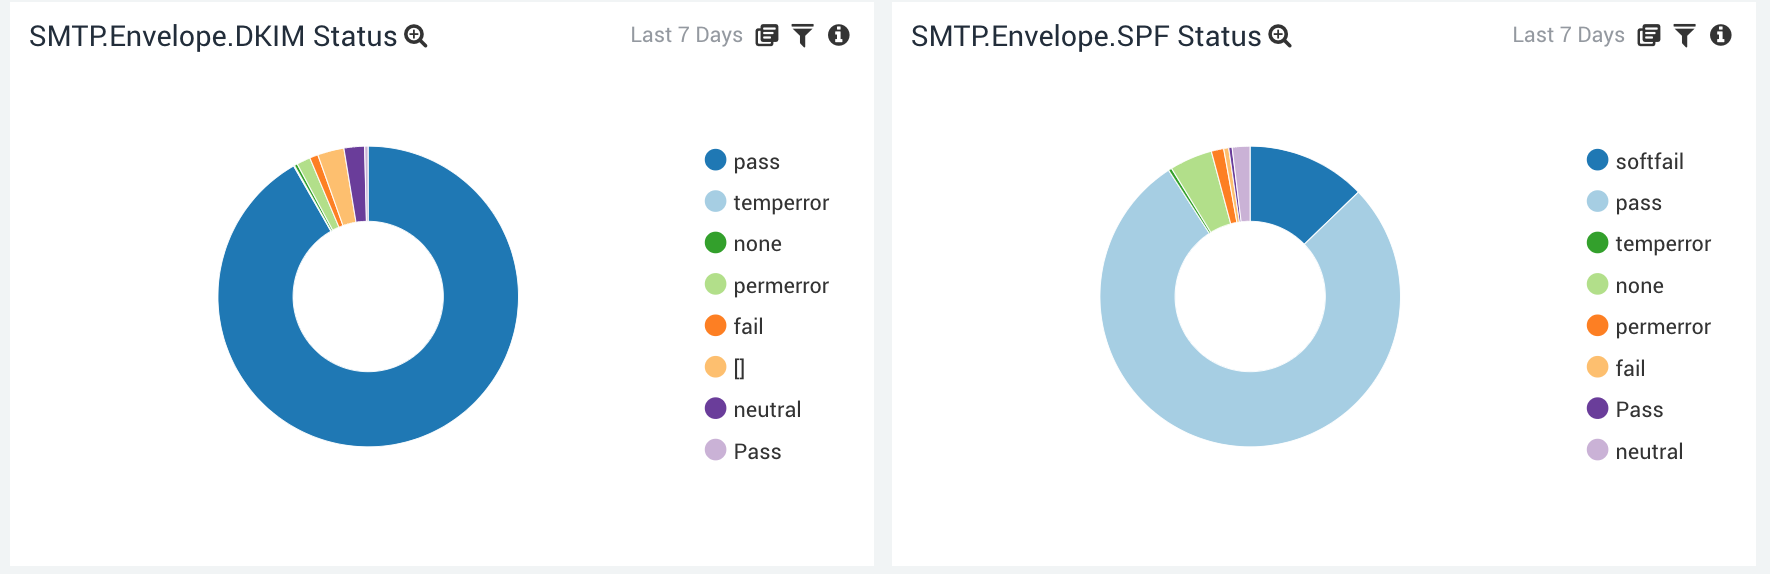 SMTP.Envelope.DKIM Status
Last 7 Days
pass
temperror
none
permerror
fail
[]
neutral
Pass
SMTP.Envelope.SPF Status
Last 7 Days
softfail
pass
temperror
none
permerror
fail
Pass
neutral